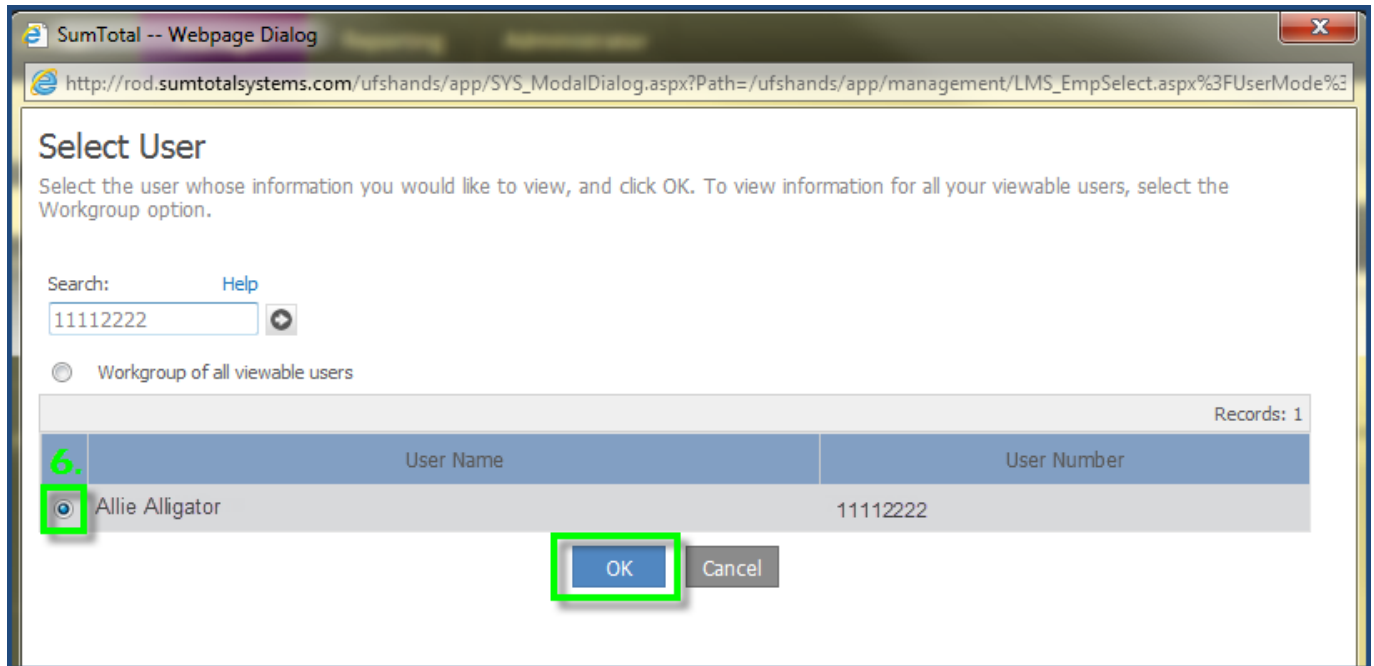 SumTotal -- Webpage Dialog
Reporting Administrator
http://rod.sumtotalsystems.com/ufshands/app/SYS_ModalDialog.aspx?Path=/ufshands/app/management/LMS_EmpSelect.aspx%3FUserMode%3
Select User
Select the user whose information you would like to view, and click OK. To view information for all your viewable users, select the
Workgroup option.
Search: Help
11112222
Workgroup of all viewable users
Records: 1
6. User Name User Number
Allie Alligator 11112222
OK Cancel